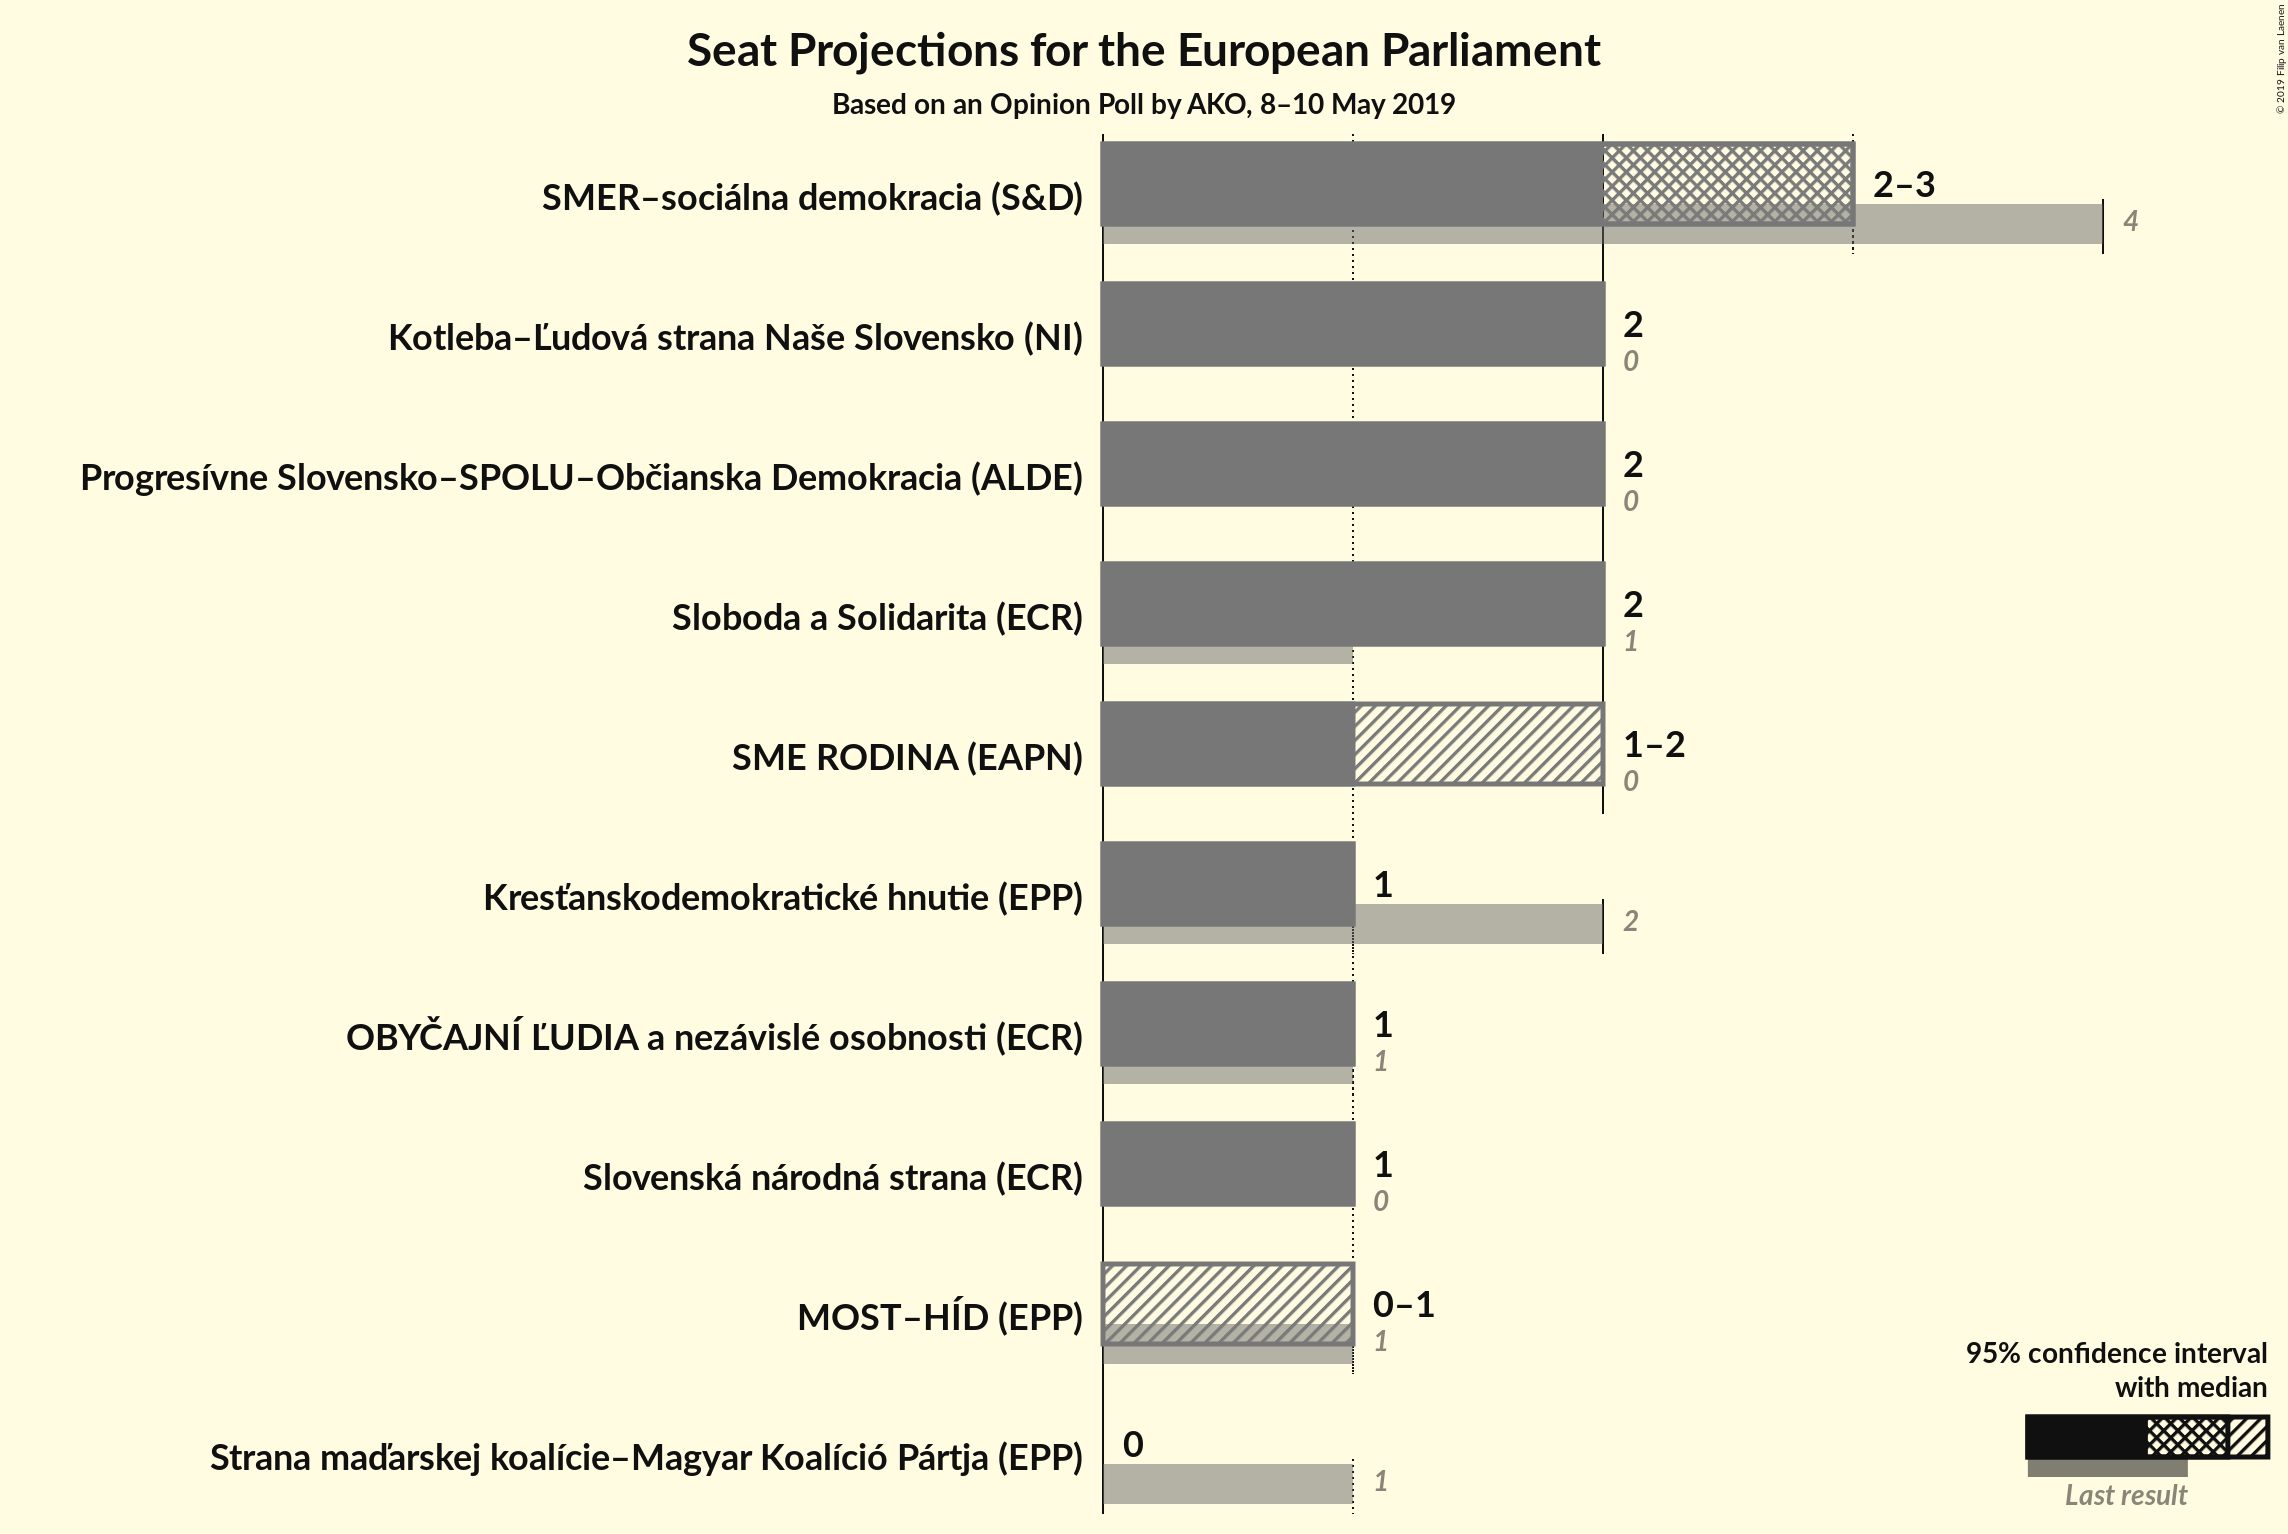 Seat Projections for the European Parliament
Based on an Opinion Poll by AKO, 8–10 May 2019
© 2019 Filip van Laenen
SMER–sociálna demokracia (S&D)
2–3
4
Kotleba–Ľudová strana Naše Slovensko (NI)
2
0
Progresívne Slovensko–SPOLU–Občianska Demokracia (ALDE)
2
0
Sloboda a Solidarita (ECR)
2
1
SME RODINA (EAPN)
1–2
0
Kresťanskodemokratické hnutie (EPP)
1
2
OBYČAJNÍ ĽUDIA a nezávislé osobnosti (ECR)
1
1
Slovenská národná strana (ECR)
1
0
MOST–HÍD (EPP)
0–1
1
Strana maďarskej koalície–Magyar Koalíció Pártja (EPP)
0
1
95% confidence interval
with median
Last result